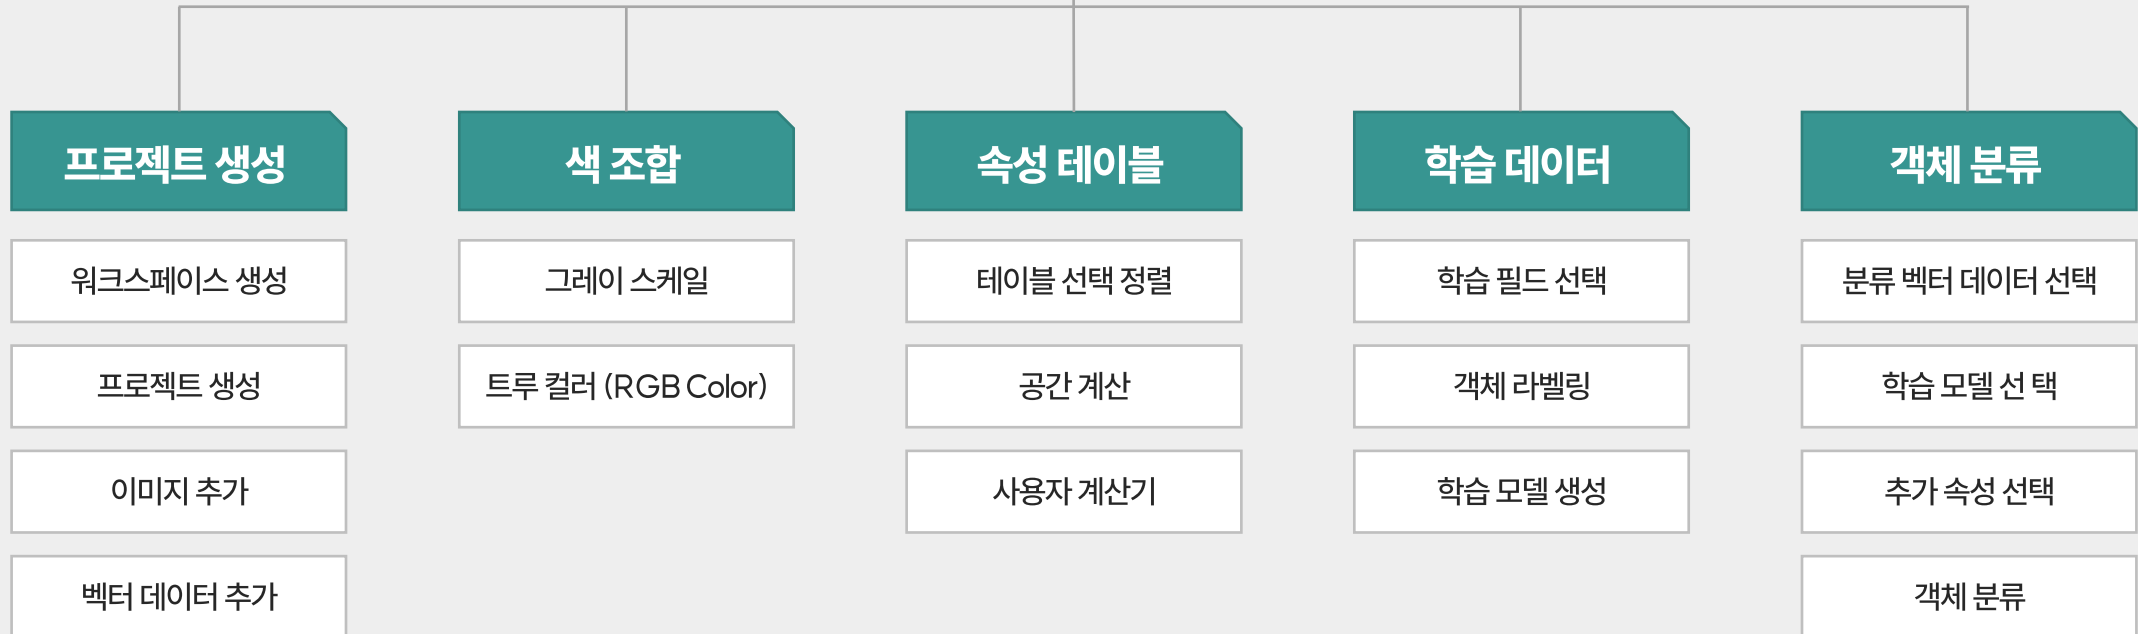 프로젝트 생성
워크스페이스 생성
프로젝트 생성
이미지 추가
벡터 데이터 추가
색 조합
그레이 스케일
트루 컬러 (RGB Color)
속성 테이블
테이블 선택 정렬
공간 계산
사용자 계산기
학습 데이터
학습 필드 선택
객체 라벨링
학습 모델 생성
객체 분류
분류 벡터 데이터 선택
학습 모델 선 택
추가 속성 선택
객체 분류